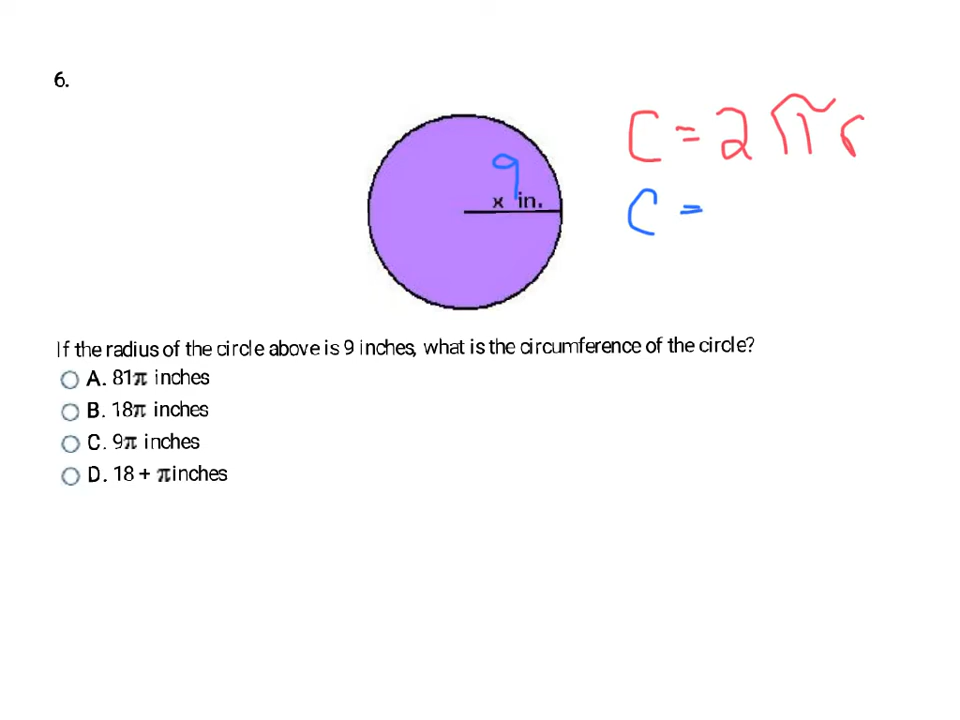 6.
C = 2πr
9
x in.
C =
If the radius of the circle above is 9 inches, what is the circumference of the circle?
A. 81π inches
B. 18π inches
C. 9π inches
D. 18 + π inches